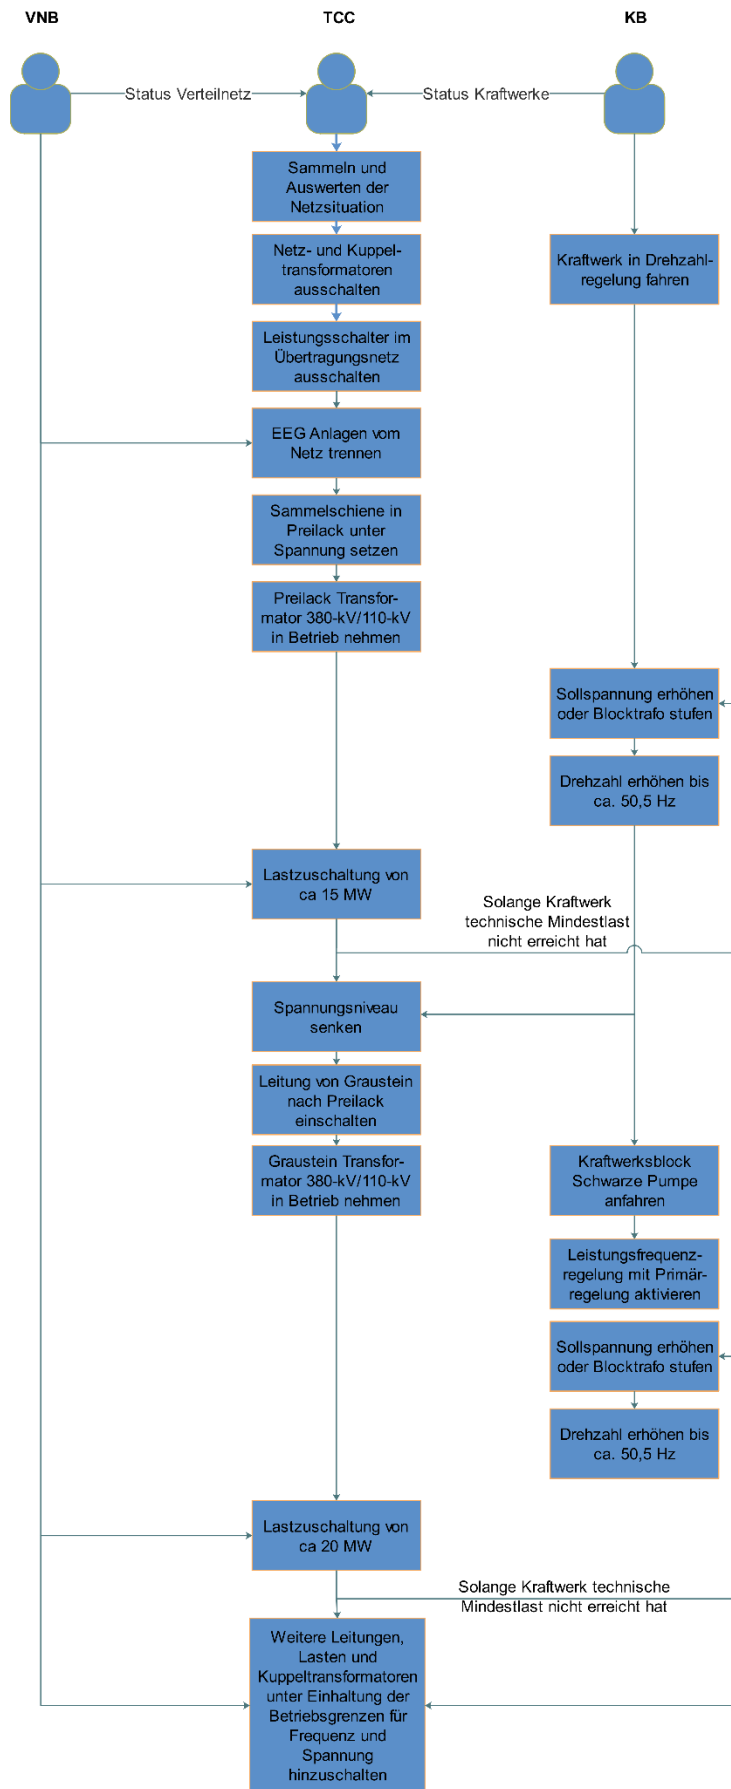 VNB
TCC
KB
Status Verteilnetz
Status Kraftwerke
Sammeln und
Auswerten der
Netzsituation
Netz- und Kuppel-
transformatoren
ausschalten
Kraftwerk in Drehzahl-
regelung fahren
Leistungsschalter im
Übertragungsnetz
ausschalten
EEG Anlagen vom
Netz trennen
Sammelschiene in
Preilack unter
Spannung setzen
Preilack Transfor-
mator 380-kV/110-kV
in Betrieb nehmen
Sollspannung erhöhen
oder Blocktrafo stufen
Drehzahl erhöhen bis
ca. 50,5 Hz
Lastzuschaltung von
ca 15 MW
Solange Kraftwerk
technische Mindestlast
nicht erreicht hat
Spannungsniveau
senken
Leitung von Graustein
nach Preilack
einschalten
Graustein Transfor-
mator 380-kV/110-kV
in Betrieb nehmen
Kraftwerksblock
Schwarze Pumpe
anfahren
Leistungsfrequenz-
regelung mit Primär-
regelung aktivieren
Sollspannung erhöhen
oder Blocktrafo stufen
Drehzahl erhöhen bis
ca. 50,5 Hz
Lastzuschaltung von
ca 20 MW
Solange Kraftwerk technische
Mindestlast nicht erreicht hat
Weitere Leitungen,
Lasten und
Kuppeltransformatoren
unter Einhaltung der
Betriebsgrenzen für
Frequenz und
Spannung
hinzuschalten